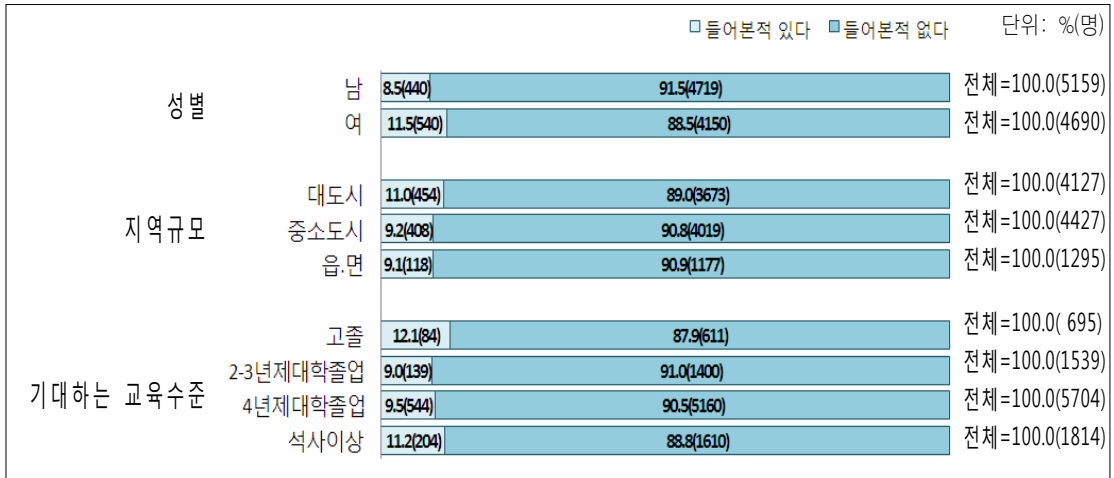 들어본적 있다 들어본적 없다 단위: %(명)
성별
남 8.5(440) 91.5(4719) 전체=100.0(5159)
여 11.5(540) 88.5(4150) 전체=100.0(4690)
지역규모
대도시 11.0(454) 89.0(3673) 전체=100.0(4127)
중소도시 9.2(408) 90.8(4019) 전체=100.0(4427)
읍.면 9.1(118) 90.9(1177) 전체=100.0(1295)
기대하는 교육수준
고졸 12.1(84) 87.9(611) 전체=100.0( 695)
2-3년제대학졸업 9.0(139) 91.0(1400) 전체=100.0(1539)
4년제대학졸업 9.5(544) 90.5(5160) 전체=100.0(5704)
석사이상 11.2(204) 88.8(1610) 전체=100.0(1814)